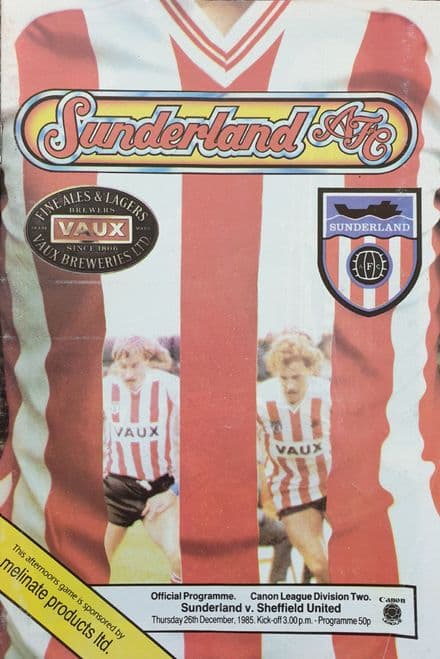 Sunderland AFC
FINE ALES & LAGERS
BREWERS
TRADE MARK
VAUX
SINCE 1806
VAUX BREWERIES LTD.
SUNDERLAND
A F C
VAUX
VAUX
This afternoons game is sponsored by
melinate products ltd.
Official Programme. Canon League Division Two.
Sunderland v. Sheffield United
Thursday 26th December, 1985. Kick-off 3.00 p.m. - Programme 50p
Canon